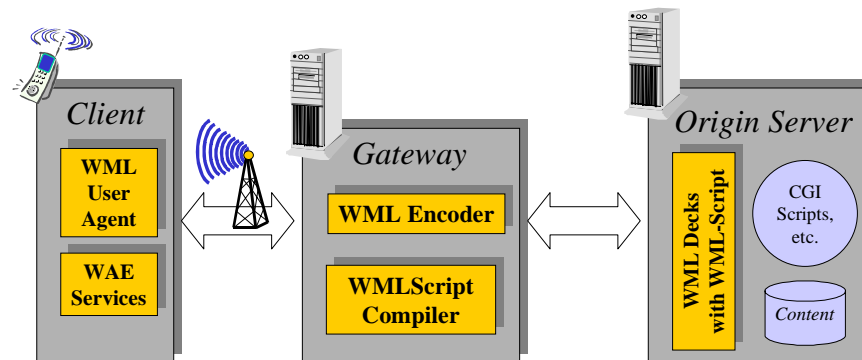 Client
WML
User
Agent
WAE
Services
Gateway
WML Encoder
WMLScript
Compiler
Origin Server
WML Decks
with WML-Script
CGI
Scripts,
etc.
Content